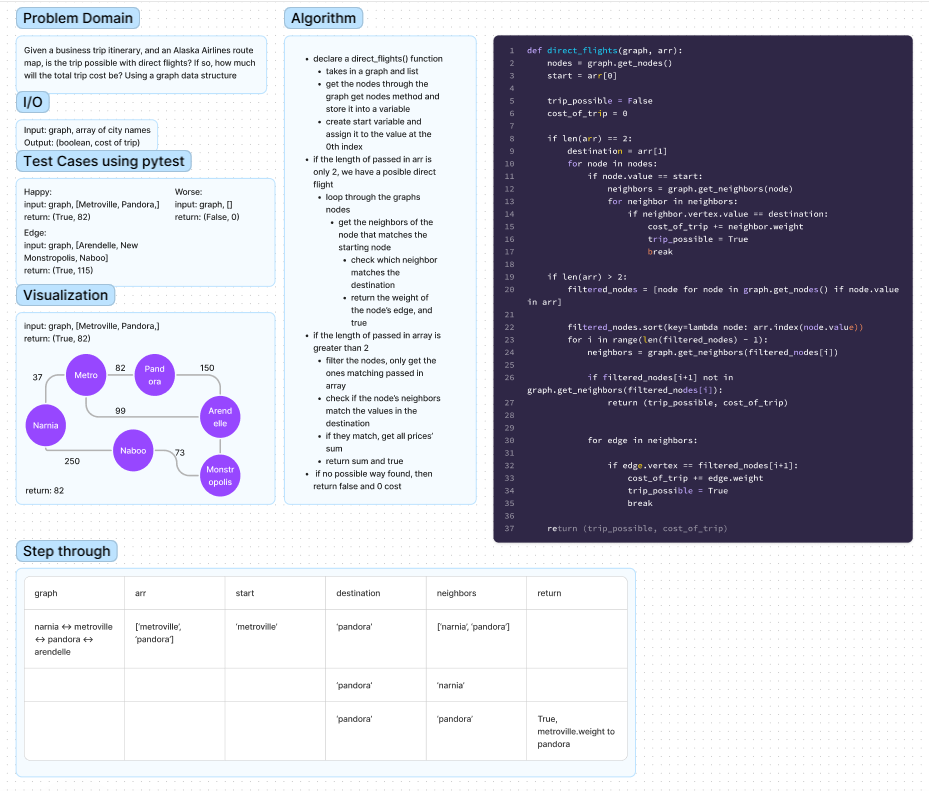 Problem Domain
Given a business trip itinerary, and an Alaska Airlines route
map, is the trip possible with direct flights? If so, how much
will the total trip cost be? Using a graph data structure
I/O
Input: graph, array of city names
Output: (boolean, cost of trip)
Test Cases using pytest
Happy:
input: graph, [Metroville, Pandora,]
return: (True, 82)
Edge:
input: graph, [Arendelle, New
Monstropolis, Naboo]
return: (True, 115)
Worse:
input: graph, []
return: (False, 0)
Visualization
input: graph, [Metroville, Pandora,]
return: (True, 82)
37
Metro
82
Pand
ora
150
99
Arend
elle
Narnia
Naboo
250
73
Monstr
opolis
return: 82
Algorithm
• declare a direct_flights() function
• takes in a graph and list
• get the nodes through the
graph get nodes method and
store it into a variable
• create start variable and
assign it to the value at the
0th index
• if the length of passed in arr is
only 2, we have a posible direct
flight
• loop through the graphs
nodes
• get the neighbors of the
node that matches the
starting node
• check which neighbor
matches the
destination
• return the weight of
the node's edge, and
true
• if the length of passed in array is
greater than 2
• filter the nodes, only get the
ones matching passed in
array
• check if the node's neighbors
match the values in the
destination
• if they match, get all prices'
sum
• return sum and true
• if no possible way found, then
return false and 0 cost
1 def direct_flights(graph, arr):
2 nodes = graph.get_nodes()
3 start = arr[0]
4
5 trip_possible = False
6 cost_of_trip = 0
7
8 if len(arr) == 2:
9 destination = arr[1]
10 for node in nodes:
11 if node.value == start:
12 neighbors = graph.get_neighbors(node)
13 for neighbor in neighbors:
14 if neighbor.vertex.value == destination:
15 cost_of_trip += neighbor.weight
16 trip_possible = True
17 break
18
19 if len(arr) > 2:
20 filtered_nodes = [node for node in graph.get_nodes() if node.value
in arr]
21
22 filtered_nodes.sort(key=lambda node: arr.index(node.value))
23 for i in range(len(filtered_nodes) - 1):
24 neighbors = graph.get_neighbors(filtered_nodes[i])
25
26 if filtered_nodes[i+1] not in
graph.get_neighbors(filtered_nodes[i]):
27 return (trip_possible, cost_of_trip)
28
29
30 for edge in neighbors:
31
32 if edge.vertex == filtered_nodes[i+1]:
33 cost_of_trip += edge.weight
34 trip_possible = True
35 break
36
37 return (trip_possible, cost_of_trip)
Step through
graph arr start destination neighbors return
narnia <-> metroville
<-> pandora <->
arendelle
['metroville',
'pandora']
'metroville'
'pandora'
['narnia', 'pandora']
'pandora' 'narnia'
'pandora' 'pandora'
True,
metroville.weight to
pandora